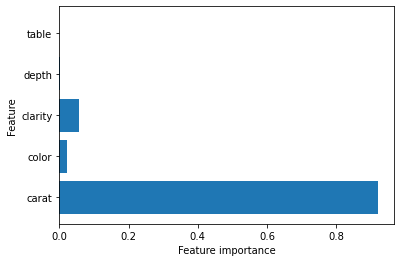 table
depth
clarity
color
carat
Feature
0.0 0.2 0.4 0.6 0.8
Feature importance